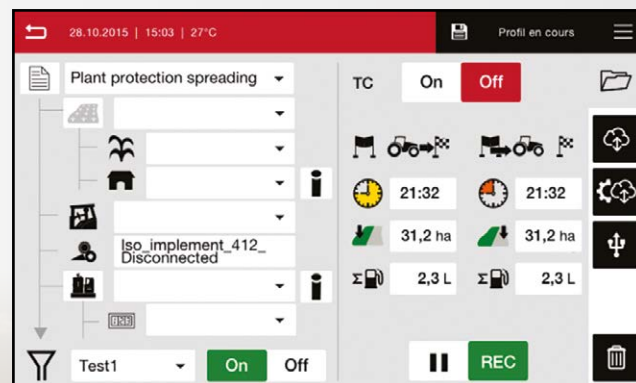 28.10.2015 | 15:03 | 27°C
Profil en cours
Plant protection spreading
Iso_implement_412_
Disconnected
Test1
On
Off
TC
On
Off
21:32
21:32
31,2 ha
31,2 ha
Σ 2,3 L
Σ 2,3 L
REC